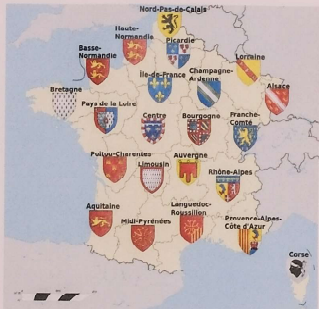 Nord-Pas-de-Calais
Haute-
Normandie
Picardie
Basse-
Normandie
Lorraine
Île-de-France
Champagne-
Ardenne
Alsace
Bretagne
Pays de la Loire
Centre
Bourgogne
Franche-
Comté
Poitou-Charentes
Limousin
Auvergne
Rhône-Alpes
Aquitaine
Midi-Pyrénées
Languedoc-
Roussillon
Provence-Alpes-
Côte d'Azur
Corse